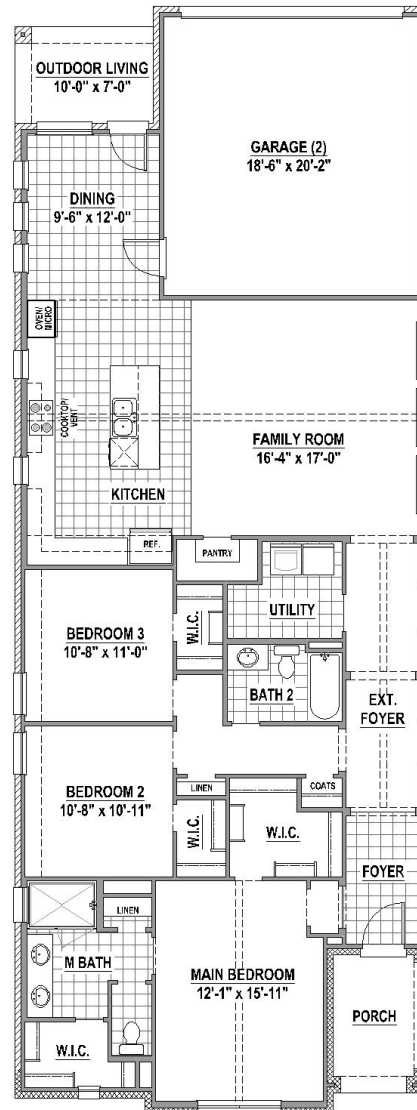 OUTDOOR LIVING
10'-0" x 7'-0"
GARAGE (2)
18'-6" x 20'-2"
DINING
9'-6" x 12'-0"
OVEN/
MICRO
COOKTOP/
VENT
FAMILY ROOM
16'-4" x 17'-0"
KITCHEN
REF.
PANTRY
UTILITY
W.I.C.
BEDROOM 3
10'-8" x 11'-0"
BATH 2
EXT.
FOYER
LINEN
COATS
BEDROOM 2
10'-8" x 10'-11"
W.I.C.
W.I.C.
FOYER
LINEN
M BATH
MAIN BEDROOM
12'-1" x 15'-11"
PORCH
W.I.C.